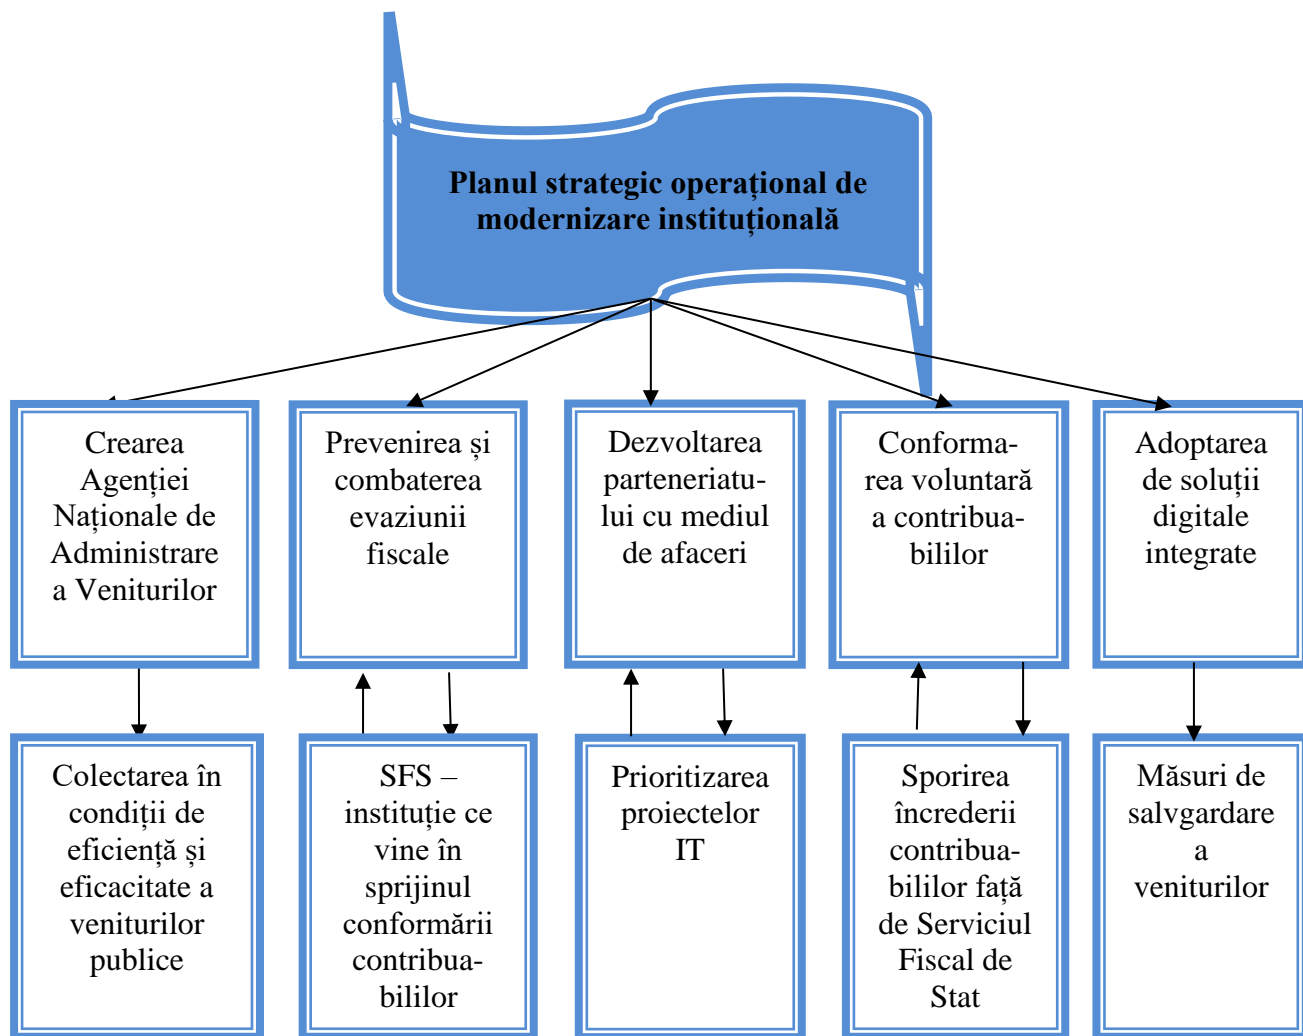 Planul strategic operațional de
modernizare instituțională
Crearea
Agenției
Naționale de
Administrare
a Veniturilor
Prevenirea și
combaterea
evaziunii
fiscale
Dezvoltarea
parteneriatu-
lui cu mediul
de afaceri
Conforma-
rea voluntară
a contribua-
bililor
Adoptarea
de soluții
digitale
integrate
Colectarea în
condiții de
eficiență și
eficacitate a
veniturilor
publice
SFS –
instituție ce
vine în
sprijinul
conformării
contribua-
bililor
Prioritizarea
proiectelor
IT
Sporirea
încrederii
contribua-
bililor față
de Serviciul
Fiscal de
Stat
Măsuri de
salvgardare
a
veniturilor